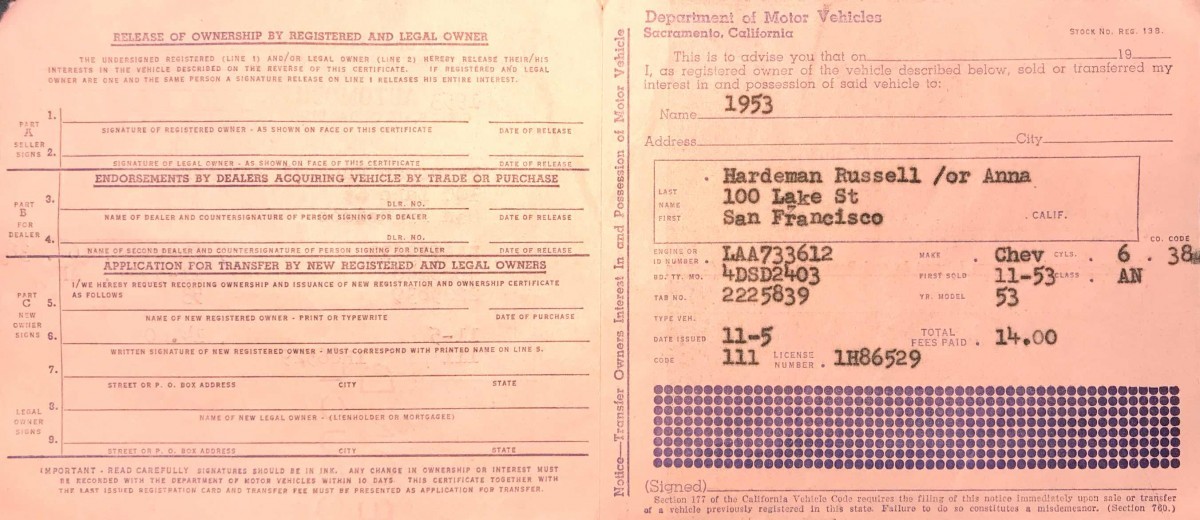 RELEASE OF OWNERSHIP BY REGISTERED AND LEGAL OWNER
THE UNDERSIGNED REGISTERED (LINE 1) AND/OR LEGAL OWNER (LINE 2) HEREBY RELEASE THEIR/HIS
INTERESTS IN THE VEHICLE DESCRIBED ON THE REVERSE OF THIS CERTIFICATE. IF REGISTERED AND LEGAL
OWNER ARE ONE AND THE SAME PERSON A SIGNATURE RELEASE ON LINE 1 RELEASES HIS ENTIRE INTEREST.
PART A SELLER SIGNS
1.
SIGNATURE OF REGISTERED OWNER - AS SHOWN ON FACE OF THIS CERTIFICATE DATE OF RELEASE
2.
SIGNATURE OF LEGAL OWNER - AS SHOWN ON FACE OF THIS CERTIFICATE DATE OF RELEASE
ENDORSEMENTS BY DEALERS ACQUIRING VEHICLE BY TRADE OR PURCHASE
PART B FOR DEALER
3. DLR. NO.
NAME OF DEALER AND COUNTERSIGNATURE OF PERSON SIGNING FOR DEALER DATE OF RELEASE
4. DLR. NO.
NAME OF SECOND DEALER AND COUNTERSIGNATURE OF PERSON SIGNING FOR DEALER DATE OF RELEASE
APPLICATION FOR TRANSFER BY NEW REGISTERED AND LEGAL OWNERS
I/WE HEREBY REQUEST RECORDING OWNERSHIP AND ISSUANCE OF NEW REGISTRATION AND OWNERSHIP CERTIFICATE
AS FOLLOWS
PART C NEW OWNER SIGNS
5.
NAME OF NEW REGISTERED OWNER - PRINT OR TYPEWRITE DATE OF PURCHASE
6.
WRITTEN SIGNATURE OF NEW REGISTERED OWNER - MUST CORRESPOND WITH PRINTED NAME ON LINE 5.
7.
STREET OR P. O. BOX ADDRESS CITY STATE
LEGAL OWNER SIGNS
8.
NAME OF NEW LEGAL OWNER - (LIENHOLDER OR MORTGAGEE)
9.
STREET OR P. O. BOX ADDRESS CITY STATE
IMPORTANT - READ CAREFULLY SIGNATURES SHOULD BE IN INK. ANY CHANGE IN OWNERSHIP OR INTEREST MUST
BE RECORDED WITH THE DEPARTMENT OF MOTOR VEHICLES WITHIN 10 DAYS. THIS CERTIFICATE TOGETHER WITH
THE LAST ISSUED REGISTRATION CARD AND TRANSFER FEE MUST BE PRESENTED AS APPLICATION FOR TRANSFER.
Notice—Transfer Owners Interest In and Possession of Motor Vehicle
Department of Motor Vehicles
Sacramento, California STOCK NO. REG. 138.
This is to advise you that on 19
I, as registered owner of the vehicle described below, sold or transferred my
interest in and possession of said vehicle to:
1953
Name
Address City
LAST NAME FIRST
. Hardeman Russell /or Anna
100 Lake St
San Francisco . CALIF.
CO. CODE
ENGINE OR ID NUMBER . LAA733612 MAKE . Chev CYLS. . 6 . 38
BD. TY. MO. 4DSD2403 FIRST SOLD 11-53 CLASS . AN
TAB NO. 2225839 YR. MODEL 53
TYPE VEH.
DATE ISSUED 11-5 TOTAL FEES PAID . 14.00
CODE 111 LICENSE NUMBER . 1H86529
(Signed)
Section 177 of the California Vehicle Code requires the filing of this notice immediately upon sale or transfer
of a vehicle previously registered in this state. Failure to do so constitutes a misdemeanor. (Section 760.)